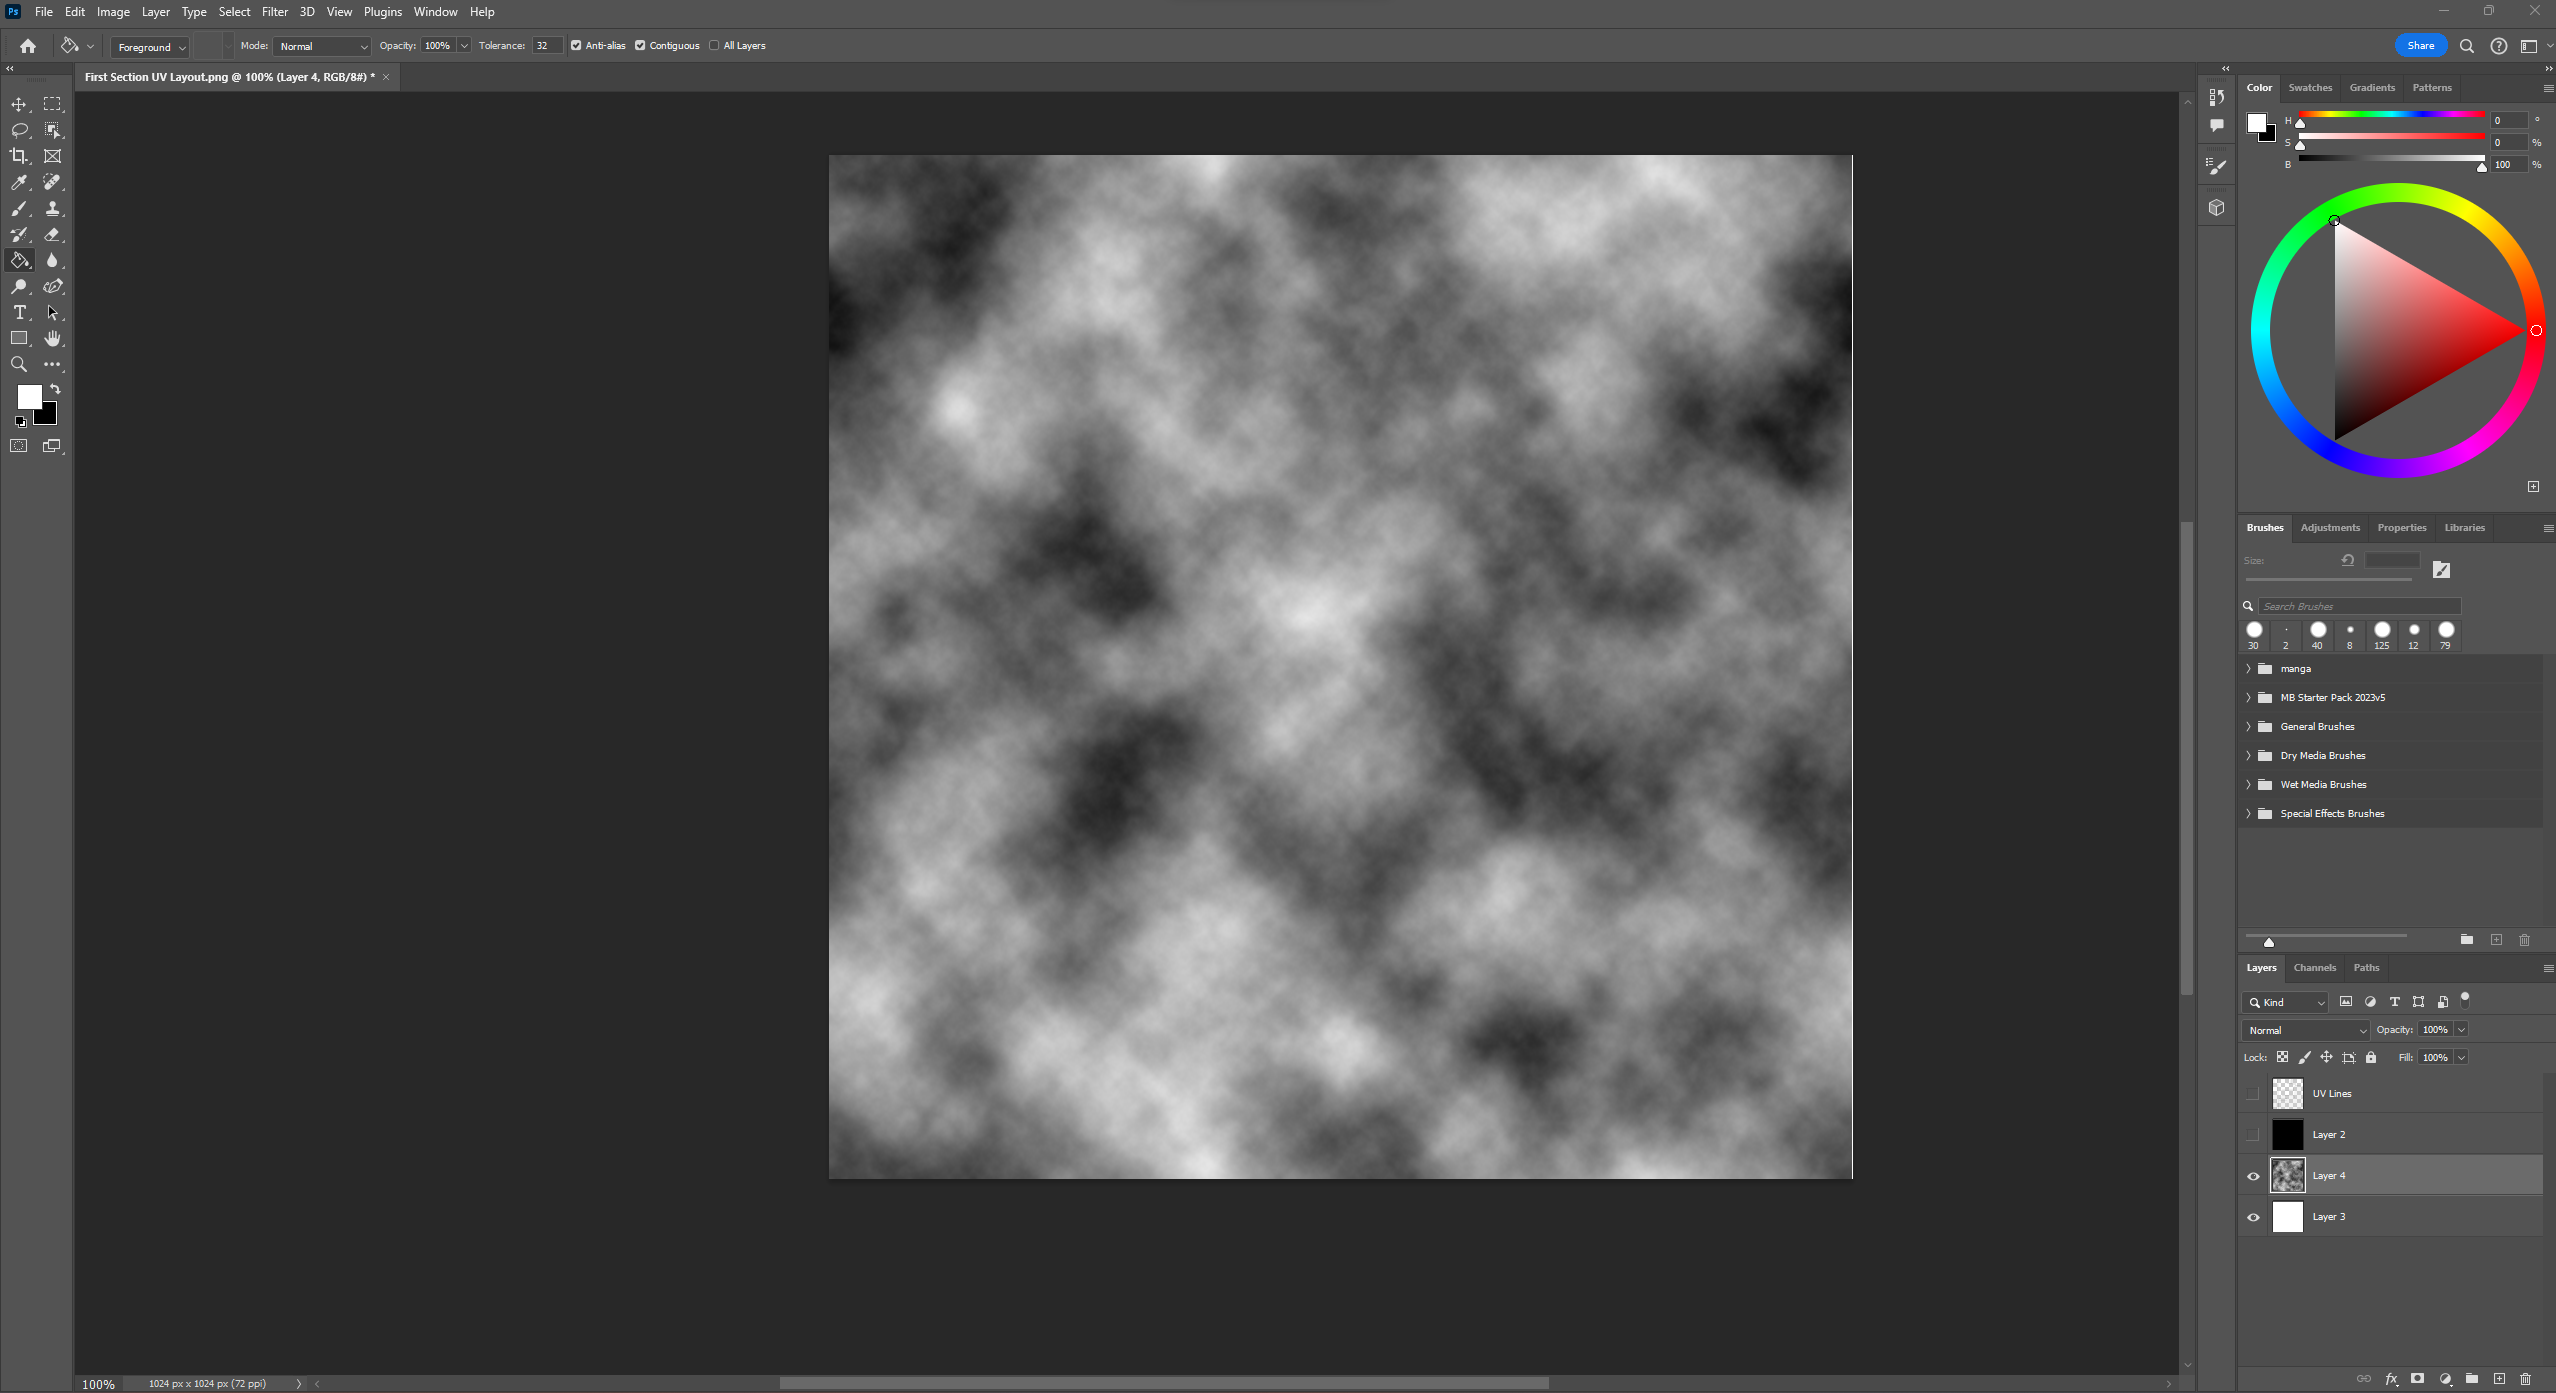 Ps File Edit Image Layer Type Select Filter 3D View Plugins Window Help
Foreground Mode: Normal Opacity: 100% Tolerance: 32 Anti-alias Contiguous All Layers Share
First Section UV Layout.png @ 100% (Layer 4, RGB/8#) * ×
Color Swatches Gradients Patterns
H 0 °
S 0 %
B 100 %
Brushes Adjustments Properties Libraries
Size:
Search Brushes
30 2 40 8 125 12 79
manga
MB Starter Pack 2023v5
General Brushes
Dry Media Brushes
Wet Media Brushes
Special Effects Brushes
Layers Channels Paths
Kind
Normal Opacity: 100%
Lock: Fill: 100%
UV Lines
Layer 2
Layer 4
Layer 3
fx
100% 1024 px x 1024 px (72 ppi)